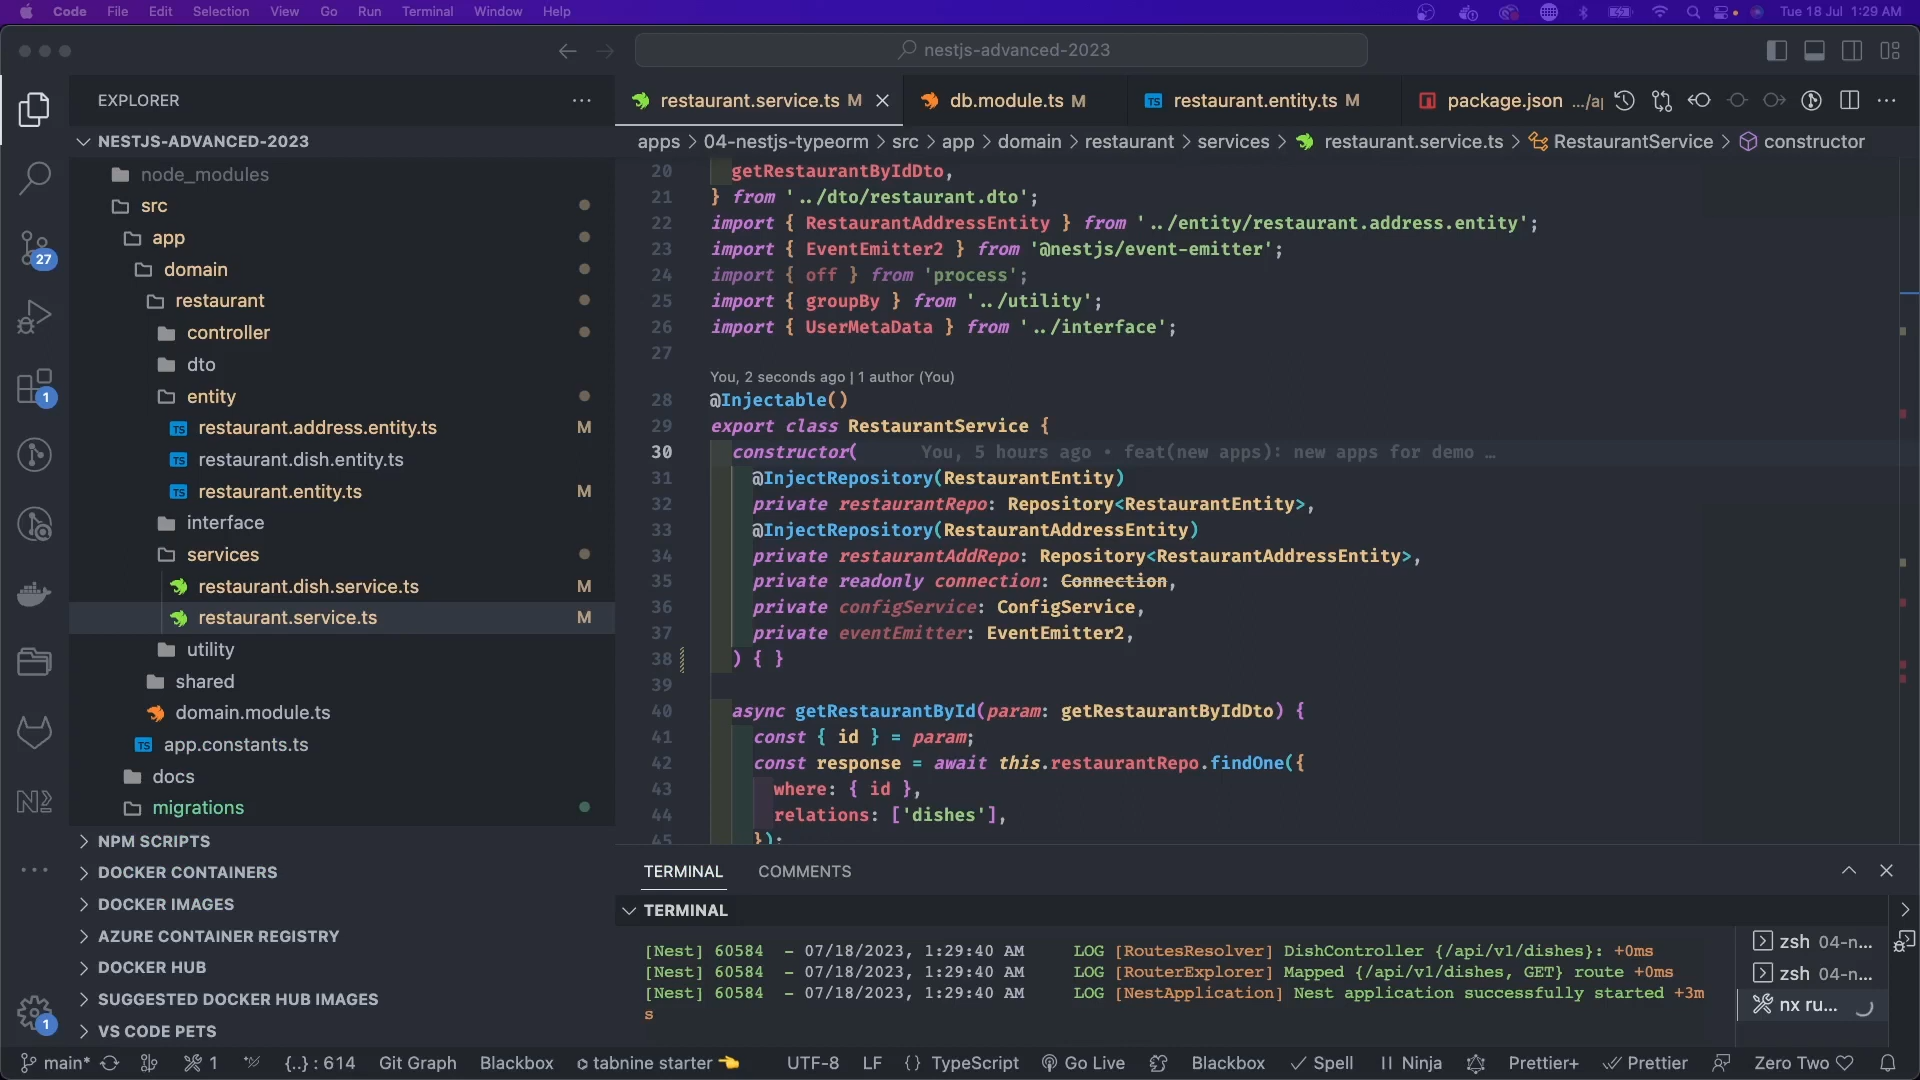 Code File Edit Selection View Go Run Terminal Window Help Tue 18 Jul 1:29 AM
nestjs-advanced-2023
EXPLORER
NESTJS-ADVANCED-2023
node_modules
src
app
domain
restaurant
controller
dto
entity
restaurant.address.entity.ts M
restaurant.dish.entity.ts
restaurant.entity.ts M
interface
services
restaurant.dish.service.ts M
restaurant.service.ts M
utility
shared
domain.module.ts
app.constants.ts
docs
migrations
NPM SCRIPTS
DOCKER CONTAINERS
DOCKER IMAGES
AZURE CONTAINER REGISTRY
DOCKER HUB
SUGGESTED DOCKER HUB IMAGES
VS CODE PETS
27
1
1
restaurant.service.ts M db.module.ts M restaurant.entity.ts M package.json .../a
apps > 04-nestjs-typeorm > src > app > domain > restaurant > services > restaurant.service.ts > RestaurantService > constructor
20 getRestaurantByIdDto,
21 } from '../dto/restaurant.dto';
22 import { RestaurantAddressEntity } from '../entity/restaurant.address.entity';
23 import { EventEmitter2 } from '@nestjs/event-emitter';
24 import { off } from 'process';
25 import { groupBy } from '../utility';
26 import { UserMetaData } from '../interface';
27
You, 2 seconds ago | 1 author (You)
28 @Injectable()
29 export class RestaurantService {
30 constructor( You, 5 hours ago • feat(new apps): new apps for demo …
31 @InjectRepository(RestaurantEntity)
32 private restaurantRepo: Repository<RestaurantEntity>,
33 @InjectRepository(RestaurantAddressEntity)
34 private restaurantAddRepo: Repository<RestaurantAddressEntity>,
35 private readonly connection: Connection,
36 private configService: ConfigService,
37 private eventEmitter: EventEmitter2,
38 ) { }
39
40 async getRestaurantById(param: getRestaurantByIdDto) {
41 const { id } = param;
42 const response = await this.restaurantRepo.findOne({
43 where: { id },
44 relations: ['dishes'],
45 });
TERMINAL COMMENTS
TERMINAL
[Nest] 60584 - 07/18/2023, 1:29:40 AM LOG [RoutesResolver] DishController {/api/v1/dishes}: +0ms
[Nest] 60584 - 07/18/2023, 1:29:40 AM LOG [RouterExplorer] Mapped {/api/v1/dishes, GET} route +0ms
[Nest] 60584 - 07/18/2023, 1:29:40 AM LOG [NestApplication] Nest application successfully started +3m
s
zsh 04-n...
zsh 04-n...
nx ru...
main* 1 {..} : 614 Git Graph Blackbox tabnine starter UTF-8 LF {} TypeScript Go Live Blackbox Spell Ninja Prettier+ Prettier Zero Two